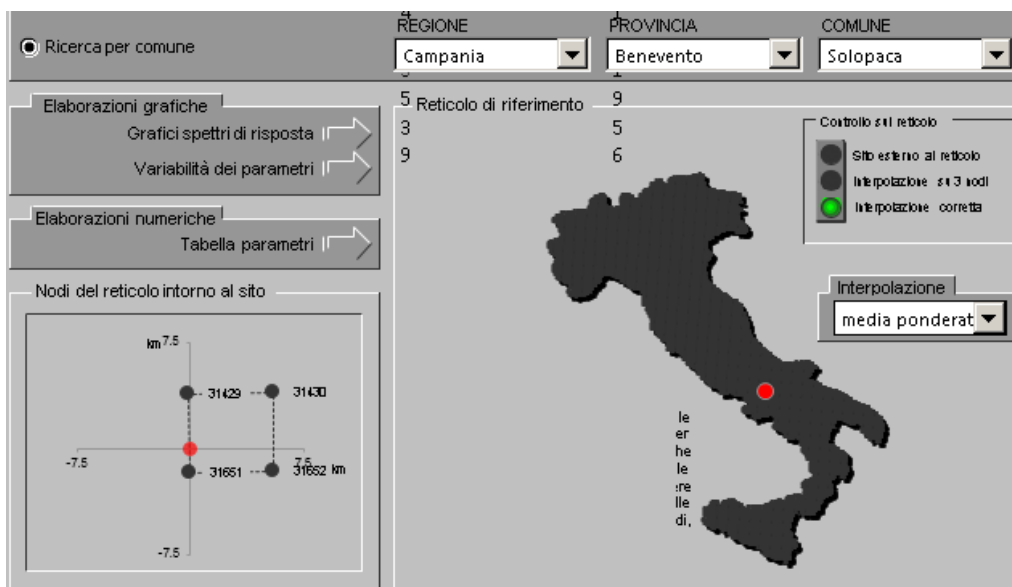 REGIONE
PROVINCIA
COMUNE
Ricerca per comune
Campania
Benevento
Solopaca
Elaborazioni grafiche
5 Reticolo di riferimento 9
Grafici spettri di risposta
3
5
Controllo sul reticolo
Variabilità dei parametri
9
6
Sito esterno al reticolo
Interpolazione su 3 nodi
Interpolazione corretta
Elaborazioni numeriche
Tabella parametri
Nodi del reticolo intorno al sito
Interpolazione
media ponderat
km 7.5
31429
31430
-7.5
7.5
31651
31652 km
-7.5
le
er
he
le
re
lle
di,